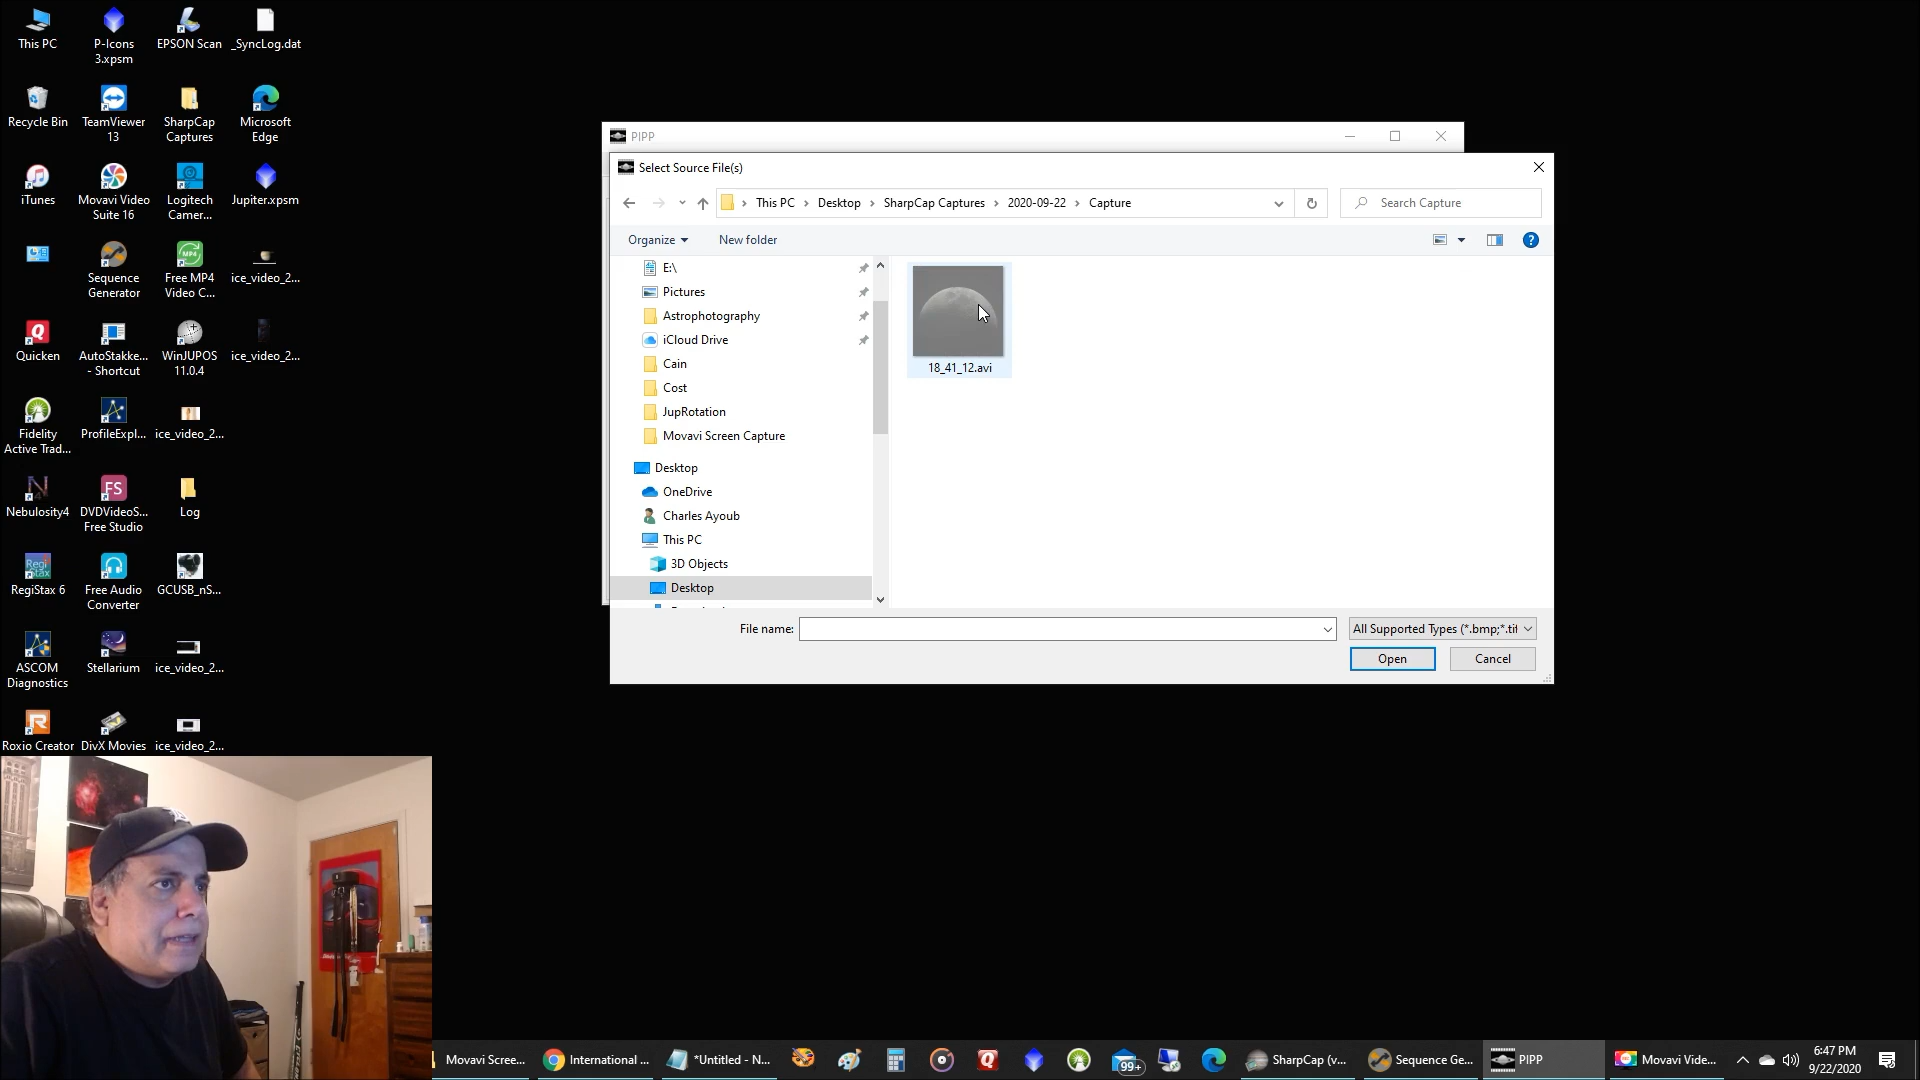 This PC
P-Icons
3.xpsm
EPSON Scan
_SyncLog.dat
Recycle Bin
TeamViewer
13
SharpCap
Captures
Microsoft
Edge
iTunes
Movavi Video
Suite 16
Logitech
Camer...
Jupiter.xpsm
Sequence
Generator
Free MP4
Video C...
ice_video_2...
Quicken
AutoStakke...
- Shortcut
WinJUPOS
11.0.4
ice_video_2...
Fidelity
Active Trad...
ProfileExpl...
ice_video_2...
Nebulosity4
DVDVideoS...
Free Studio
Log
RegiStax 6
Free Audio
Converter
GCUSB_nS...
ASCOM
Diagnostics
Stellarium
ice_video_2...
Roxio Creator
DivX Movies
ice_video_2...
PIPP
Select Source File(s)
This PC > Desktop > SharpCap Captures > 2020-09-22 > Capture
Search Capture
Organize
New folder
E:\
Pictures
Astrophotography
iCloud Drive
Cain
Cost
JupRotation
Movavi Screen Capture
Desktop
OneDrive
Charles Ayoub
This PC
3D Objects
Desktop
18_41_12.avi
File name:
All Supported Types (*.bmp;*.tif
Open
Cancel
Movavi Scree...
International ...
*Untitled - N...
99+
SharpCap (v...
Sequence Ge...
PIPP
Movavi Vide...
6:47 PM
9/22/2020